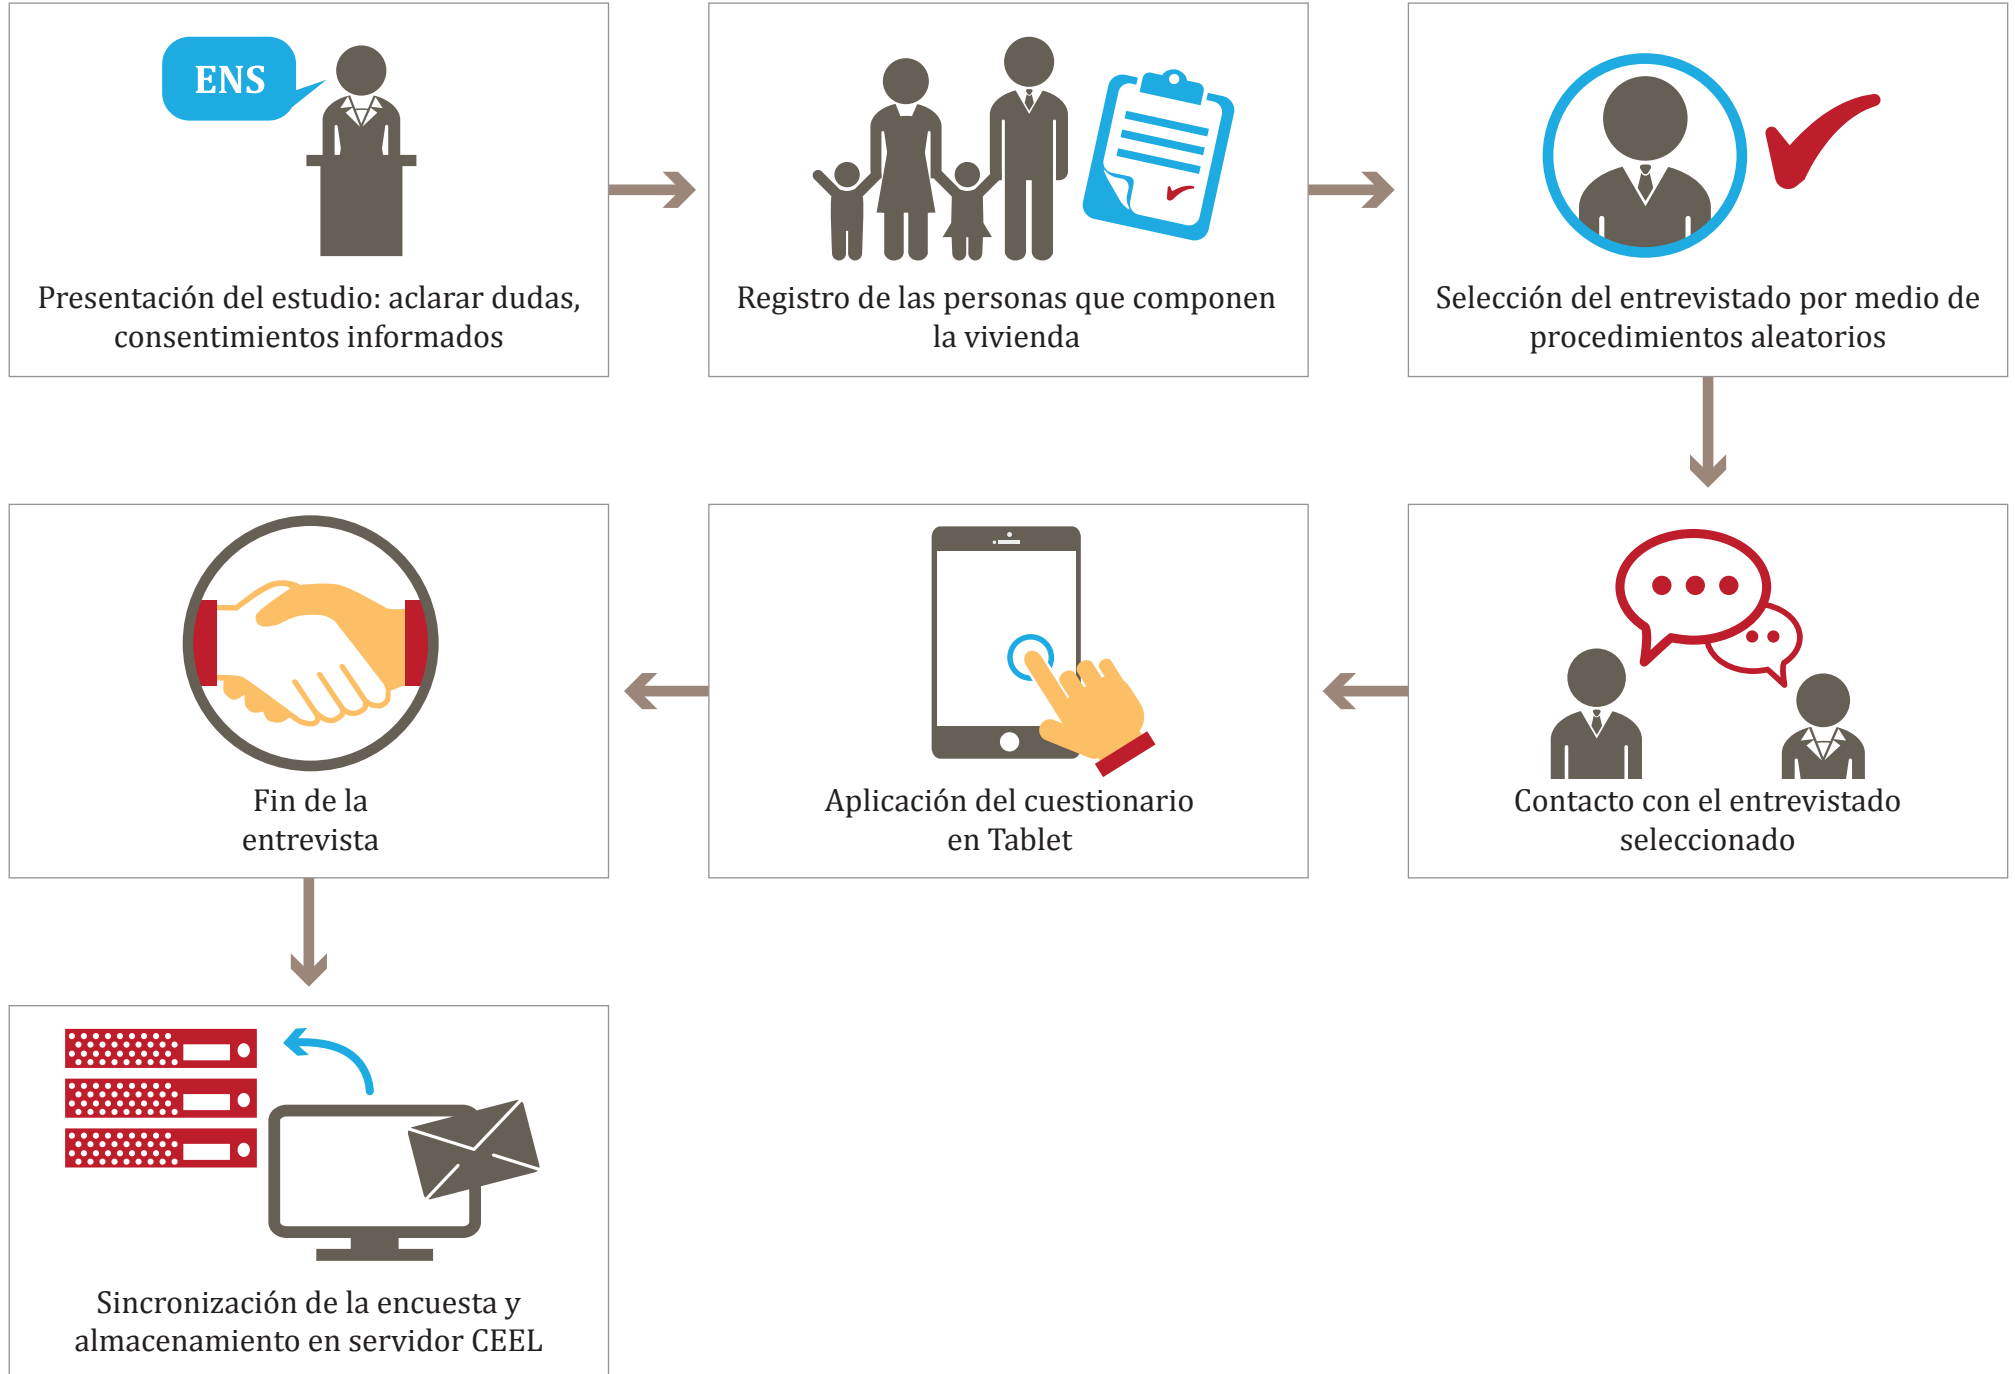 ENS
Presentación del estudio: aclarar dudas,
consentimientos informados
Registro de las personas que componen
la vivienda
Selección del entrevistado por medio de
procedimientos aleatorios
Contacto con el entrevistado
seleccionado
Aplicación del cuestionario
en Tablet
Fin de la
entrevista
Sincronización de la encuesta y
almacenamiento en servidor CEEL